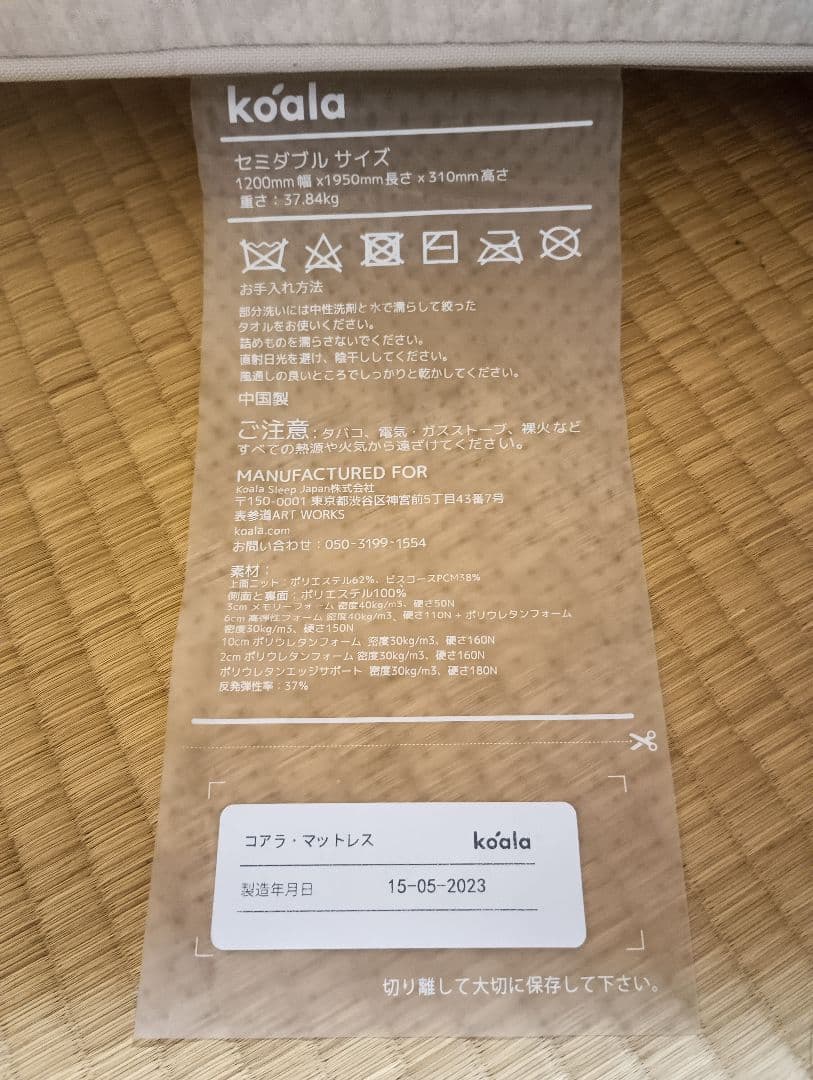 koala
セミダブル サイズ
1200mm 幅 x1950mm 長さ x 310mm 高さ
重さ：37.84kg
お手入れ方法
部分洗いには中性洗剤と水で濡らして絞った
タオルをお使いください。
詰めものを濡らさないでください。
直射日光を避け、陰干ししてください。
風通しの良いところでしっかりと乾かしてください。
中国製
ご注意：タバコ、電気・ガスストーブ、裸火など
すべての熱源や火気から遠ざけてください。
MANUFACTURED FOR
Koala Sleep Japan株式会社
〒150-0001 東京都渋谷区神宮前5丁目43番7号
表参道ART WORKS
koala.com
お問い合わせ：050-3199-1554
素材：
上面ニット：ポリエステル62%、ビスコースPCM38%
側面と裏面：ポリエステル100%
3cm メモリーフォーム 密度40kg/m3、硬さ50N
6cm 高弾性フォーム 密度40kg/m3、硬さ110N + ポリウレタンフォーム
密度30kg/m3、硬さ150N
10cm ポリウレタンフォーム 密度30kg/m3、硬さ160N
2cm ポリウレタンフォーム 密度30kg/m3、硬さ160N
ポリウレタンエッジサポート 密度30kg/m3、硬さ180N
反発弾性率：37%
コアラ・マットレス koala
製造年月日 15-05-2023
切り離して大切に保存して下さい。